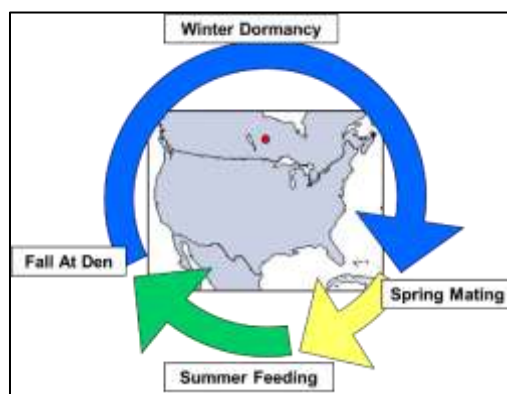 Winter Dormancy
Fall At Den
Spring Mating
Summer Feeding